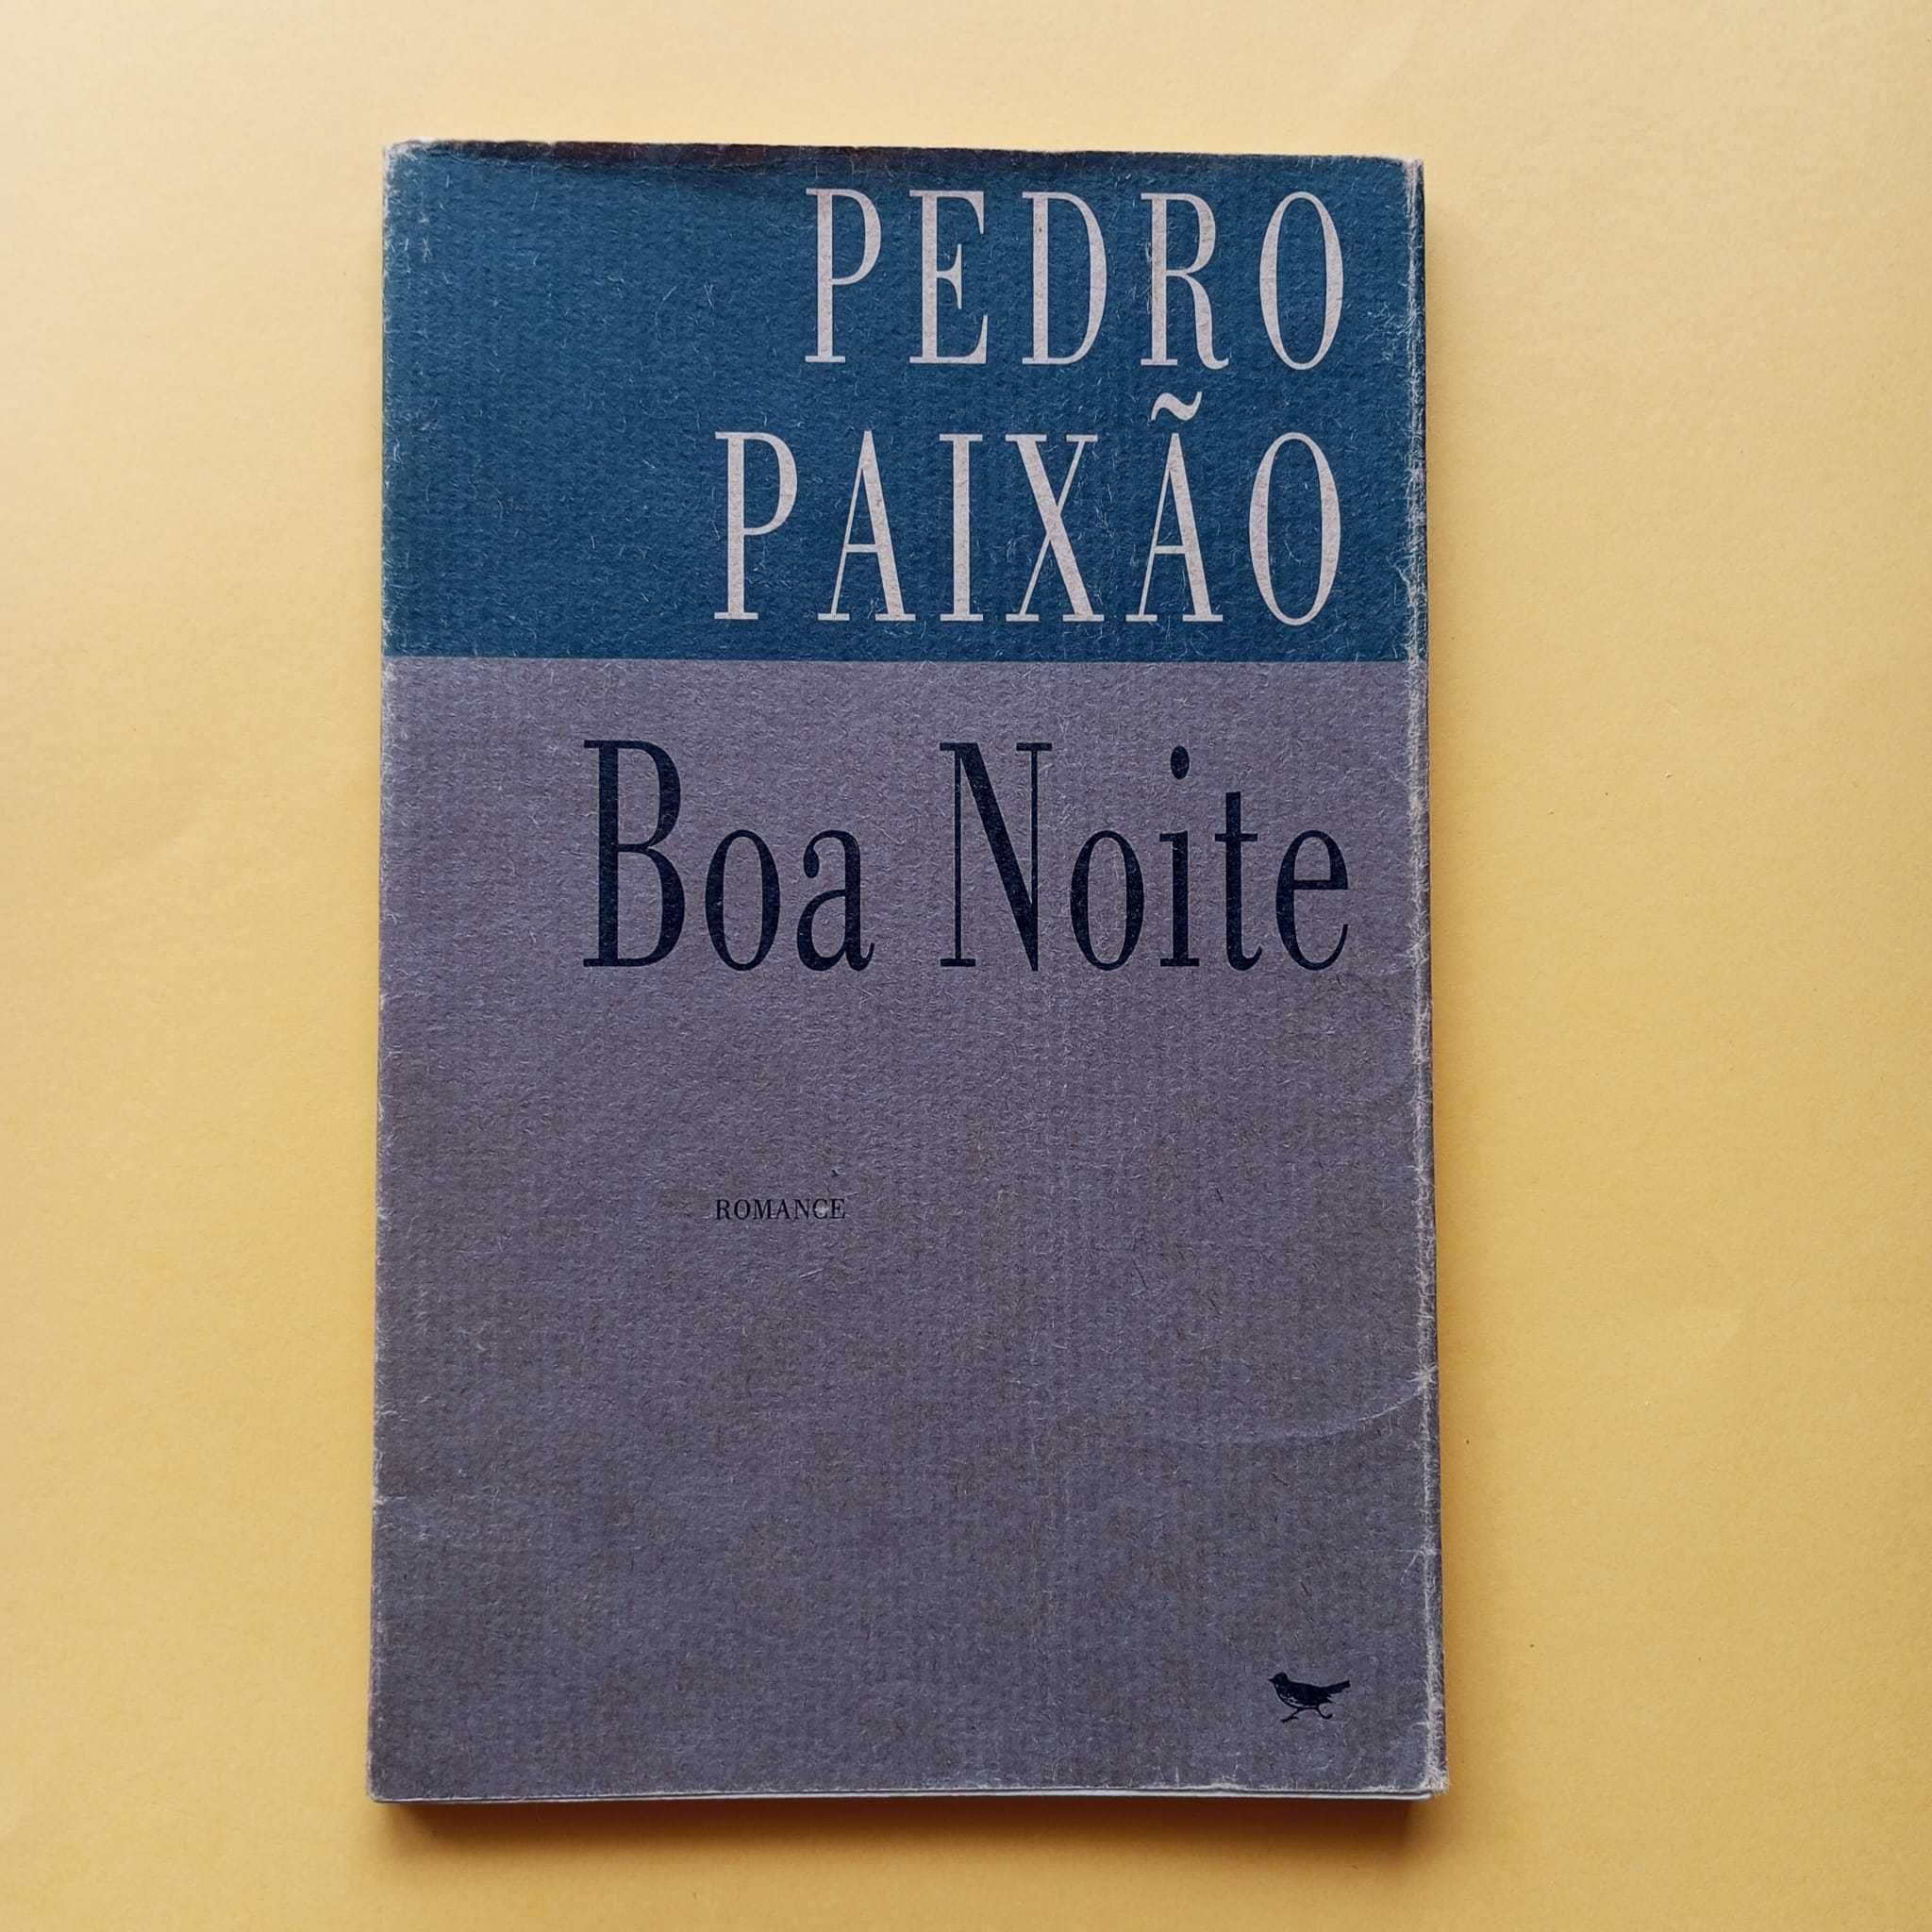 PEDRO
PAIXÃO
Boa Noite
ROMANCE